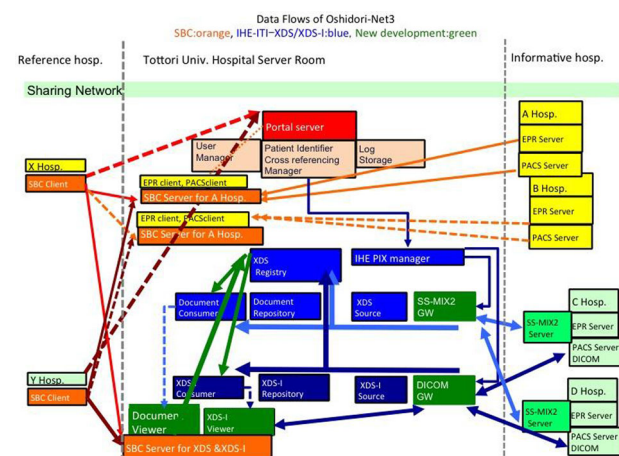 Data Flows of Oshidori-Net3
SBC:orange, IHE-ITI-XDS/XDS-I:blue, New development:green
Reference hosp.
Tottori Univ. Hospital Server Room
Informative hosp.
Sharing Network
Portal server
User
Manager
Patient Identifier
Cross referencing
Manager
Log
Storage
A Hosp.
EPR Server
PACS Server
X Hosp.
SBC Client
EPR client, PACSclient
SBC Server for A Hosp.
EPR client, PACSclient
SBC Server for A Hosp.
B Hosp.
EPR Server
PACS Server
XDS
Registry
IHE PIX manager
Document
Consumer
Document
Repository
XDS
Source
SS-MIX2
GW
C Hosp.
SS-MIX2
Server
EPR Server
PACS Server
DICOM
Y Hosp.
SBC Client
XDS-I
Consumer
XDS-I
Repository
XDS-I
Source
DICOM
GW
D Hosp.
SS-MIX2
Server
EPR Server
PACS Server
DICOM
Document
Viewer
XDS-I
Viewer
SBC Server for XDS &XDS-I